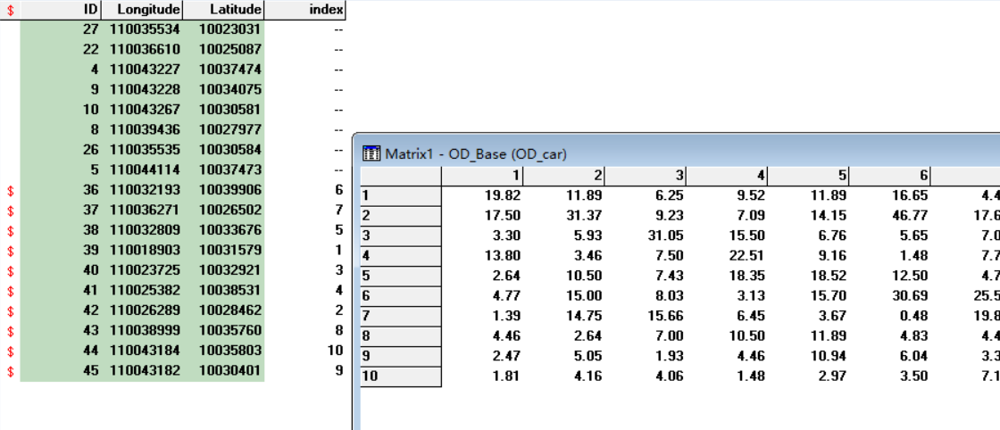 $ ID Longitude Latitude index
27 110035534 10023031 --
22 110036610 10025087 --
4 110043227 10037474 --
9 110043228 10034075 --
10 110043267 10030581 --
8 110039436 10027977 --
26 110035535 10030584 --
5 110044114 10037473 --
$ 36 110032193 10039906 6
$ 37 110036271 10026502 7
$ 38 110032809 10033676 5
$ 39 110018903 10031579 1
$ 40 110023725 10032921 3
$ 41 110025382 10038531 4
$ 42 110026289 10028462 2
$ 43 110038999 10035760 8
$ 44 110043184 10035803 10
$ 45 110043182 10030401 9
Matrix1 - OD_Base (OD_car)
1 2 3 4 5 6
1 19.82 11.89 6.25 9.52 11.89 16.65 4.4
2 17.50 31.37 9.23 7.09 14.15 46.77 17.6
3 3.30 5.93 31.05 15.50 6.76 5.65 7.0
4 13.80 3.46 7.50 22.51 9.16 1.48 7.7
5 2.64 10.50 7.43 18.35 18.52 12.50 4.7
6 4.77 15.00 8.03 3.13 15.70 30.69 25.5
7 1.39 14.75 15.66 6.45 3.67 0.48 19.8
8 4.46 2.64 7.00 10.50 11.89 4.83 4.4
9 2.47 5.05 1.93 4.46 10.94 6.04 3.3
10 1.81 4.16 4.06 1.48 2.97 3.50 7.1